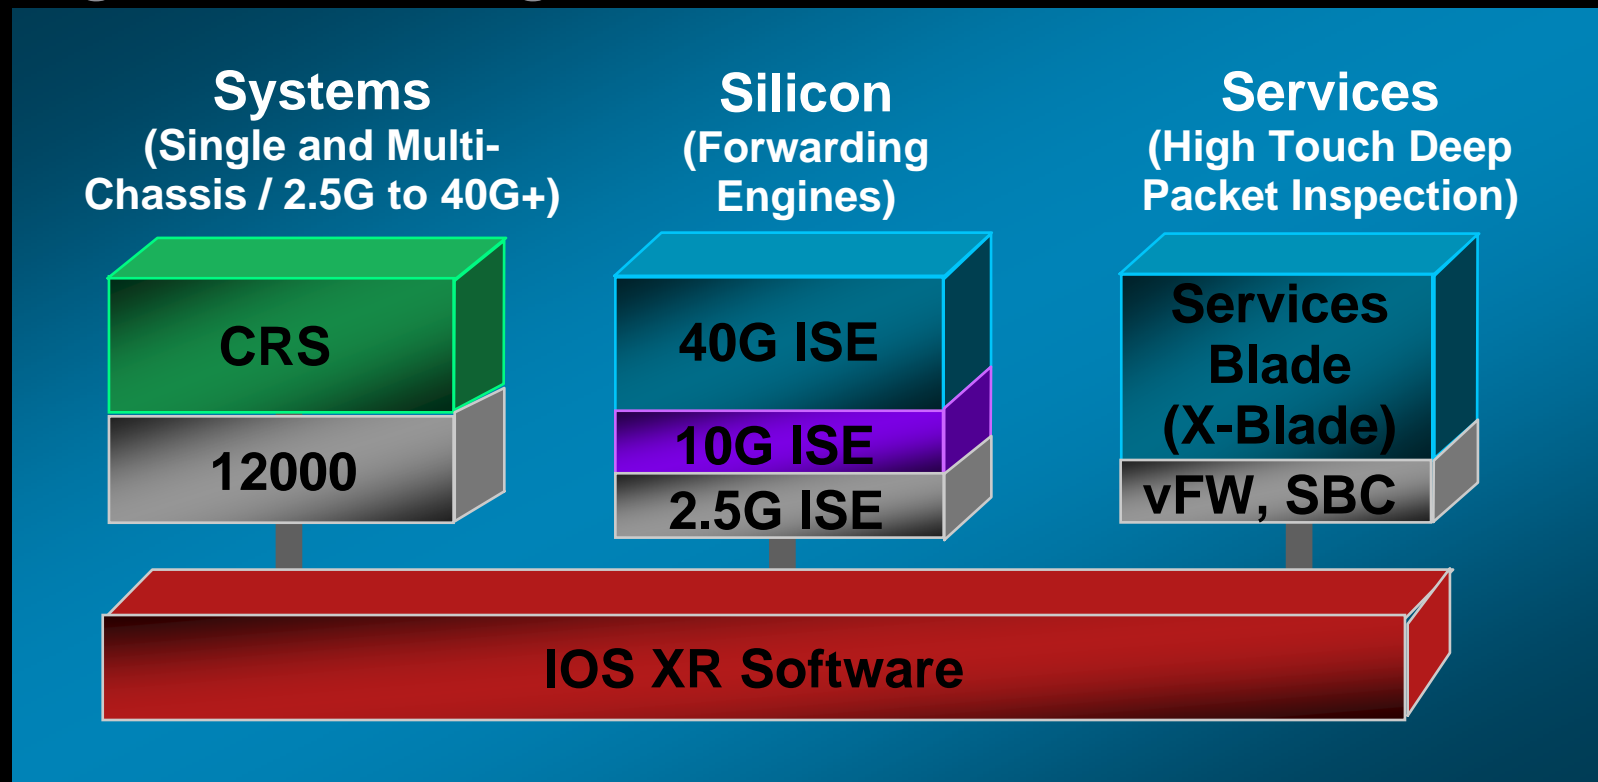 Systems
(Single and Multi-
Chassis / 2.5G to 40G+)
Silicon
(Forwarding
Engines)
Services
(High Touch Deep
Packet Inspection)
CRS
12000
40G ISE
10G ISE
2.5G ISE
Services
Blade
(X-Blade)
vFW, SBC
IOS XR Software